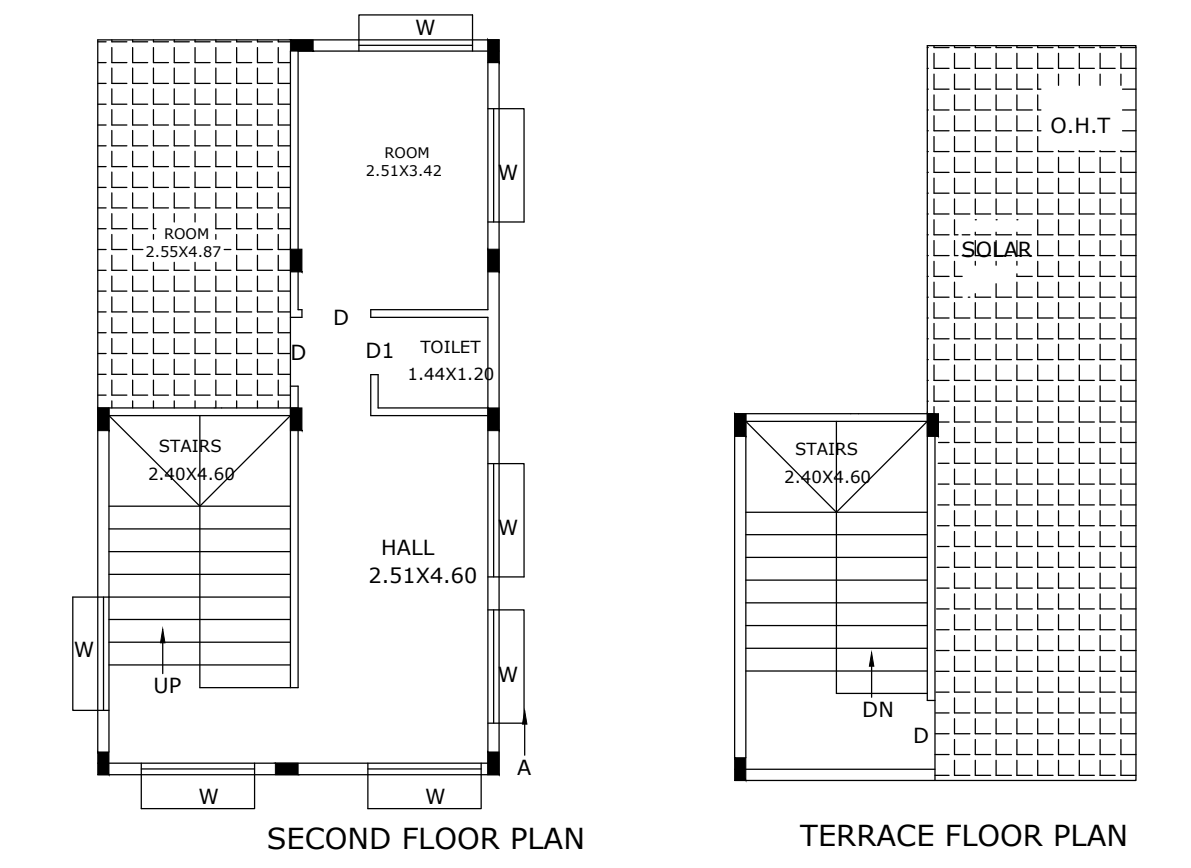 W
ROOM
2.51X3.42
W
ROOM
2.55X4.87
D
D
D1
TOILET
1.44X1.20
STAIRS
2.40X4.60
W
HALL
2.51X4.60
W
UP
W
A
W
W
SECOND FLOOR PLAN
O.H.T
SOLAR
STAIRS
2.40X4.60
DN
D
TERRACE FLOOR PLAN